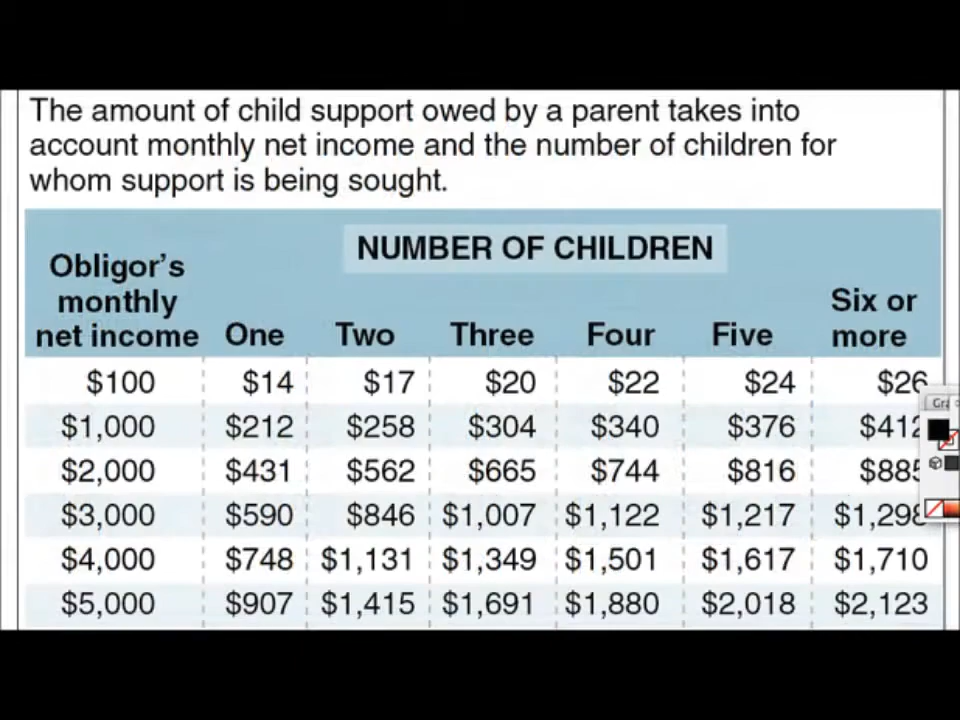 The amount of child support owed by a parent takes into
account monthly net income and the number of children for
whom support is being sought.
NUMBER OF CHILDREN
Obligor's
monthly
net income One Two Three Four Five Six or
more
$100 $14 $17 $20 $22 $24 $26
$1,000 $212 $258 $304 $340 $376 $412
$2,000 $431 $562 $665 $744 $816 $885
$3,000 $590 $846 $1,007 $1,122 $1,217 $1,298
$4,000 $748 $1,131 $1,349 $1,501 $1,617 $1,710
$5,000 $907 $1,415 $1,691 $1,880 $2,018 $2,123